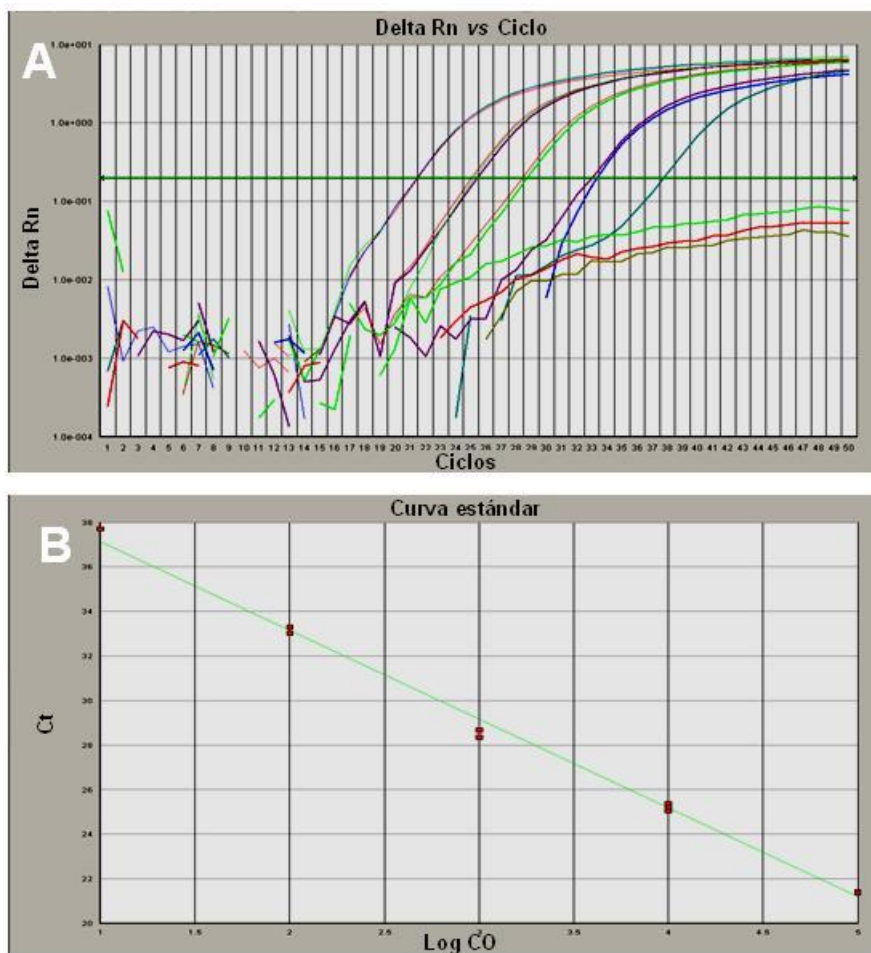 A
Delta Rn vs Ciclo
1.0e+001
1.0e+000
1.0e-001
1.0e-002
1.0e-003
1.0e-004
Delta Rn
1 2 3 4 5 6 7 8 9 10 11 12 13 14 15 16 17 18 19 20 21 22 23 24 25 26 27 28 29 30 31 32 33 34 35 36 37 38 39 40 41 42 43 44 45 46 47 48 49 50
Ciclos
B
Curva estándar
38
36
34
32
30
28
26
24
22
20
Ct
1 1.5 2 2.5 3.5 4 4.5 5
Log CO